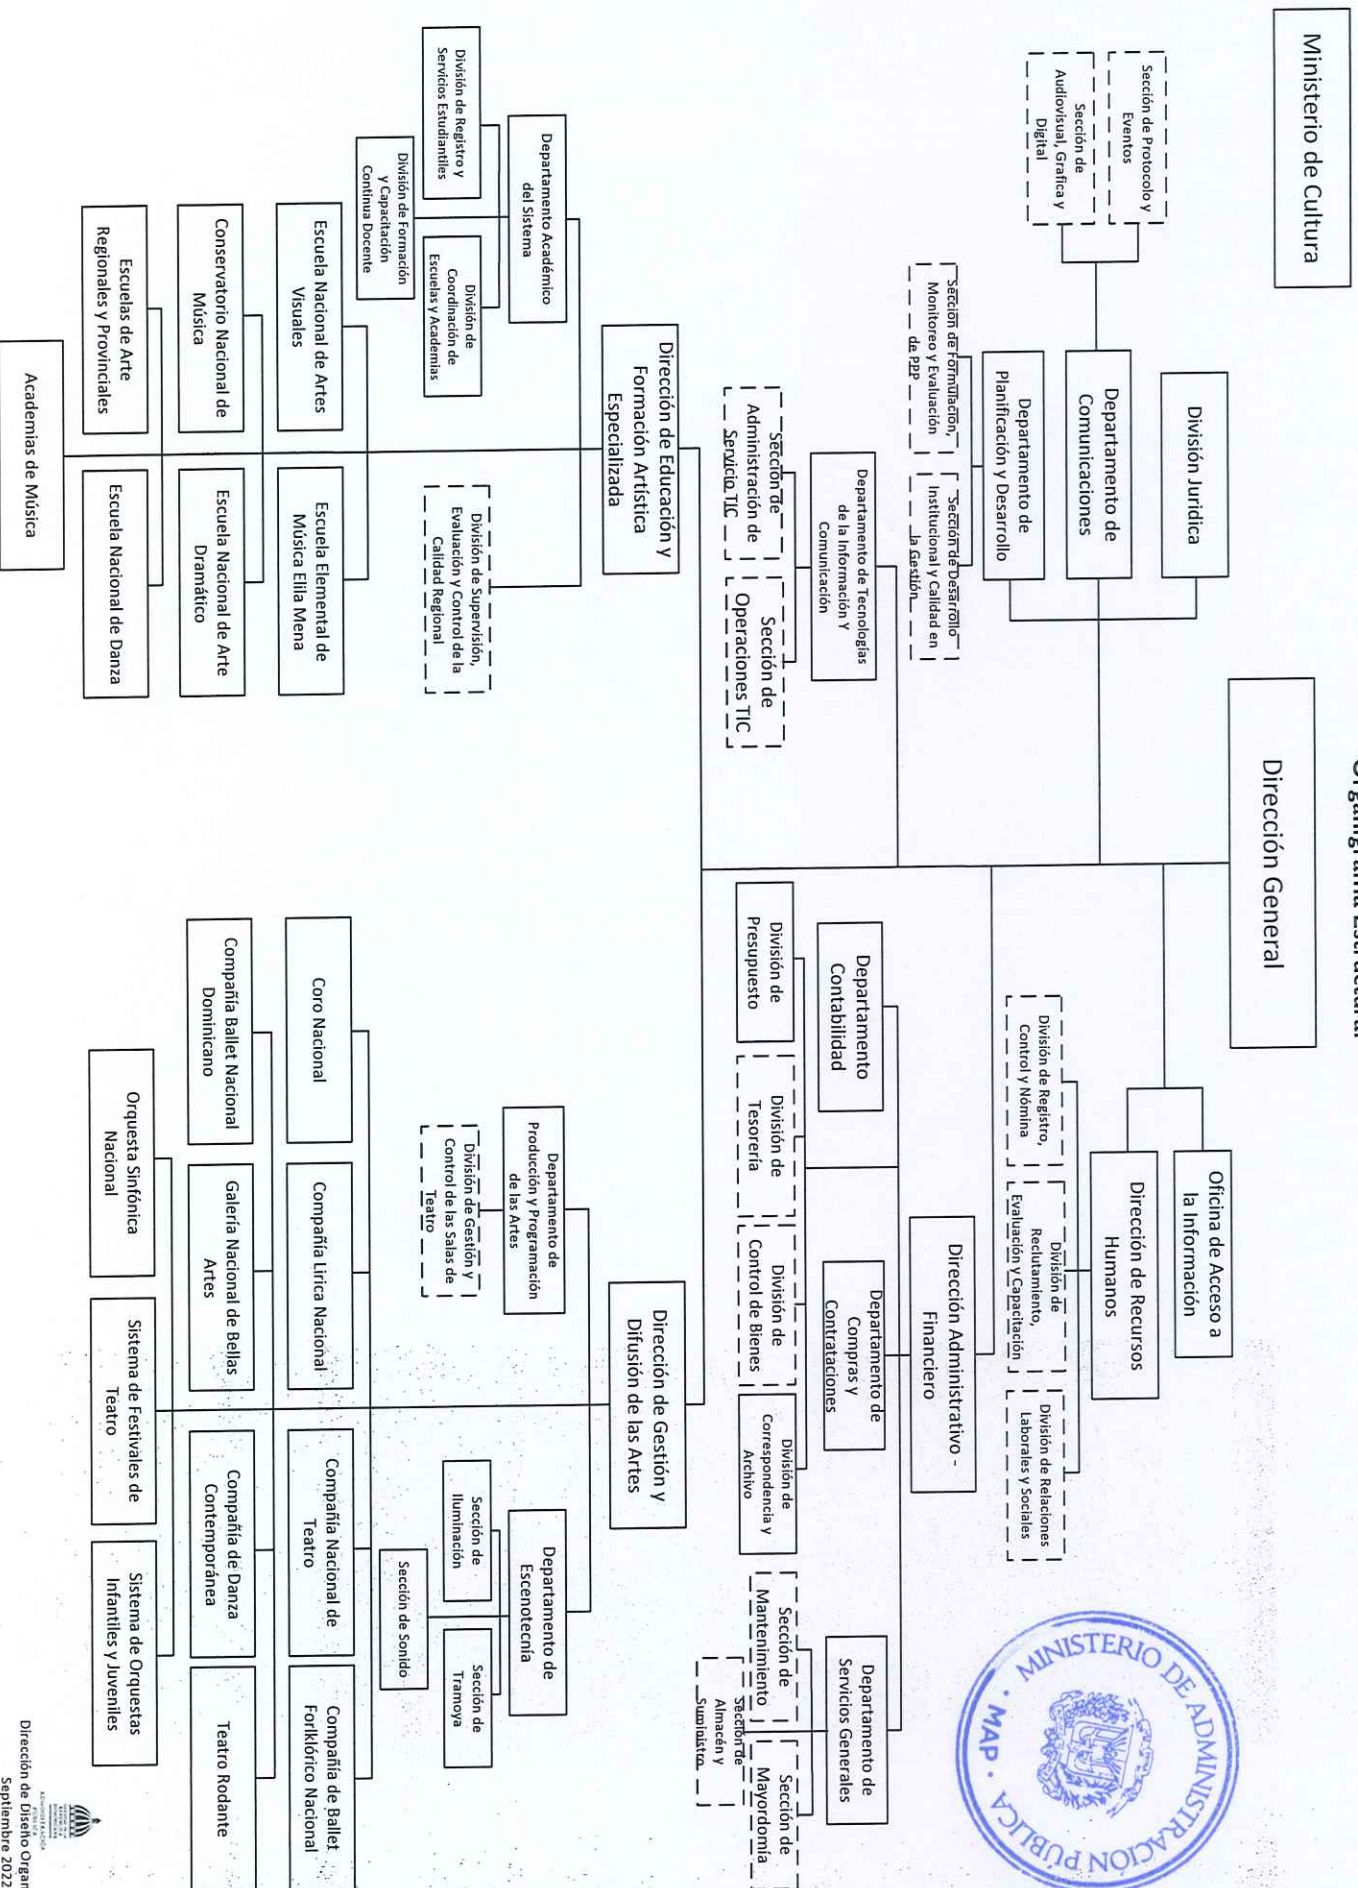 Organigrama Estructural
Ministerio de Cultura
Dirección General
Oficina de Acceso a
la Información
División Juridica
Departamento de
Comunicaciones
Sección de Protocolo y
Eventos
Sección de
Audiovisual, Grafica y
Digital
Departamento de
Planificación y Desarrollo
Sección de Formulación,
Monitoreo y Evaluación
de PPP
Sección de Desarrollo
Institucional y Calidad en
la Gestión
Dirección de Recursos
Humanos
División de Registro,
Control y Nómina
División de
Reclutamiento,
Evaluación y Capacitación
División de Relaciones
Laborales y Sociales
Departamento de Tecnologías
de la Información Y
Comunicación
Sección de
Administración de
Servicio TIC
Sección de
Operaciones TIC
Dirección Administrativo -
Financiero
Departamento
Contabilidad
Departamento de
Compras y
Contrataciones
Departamento de
Servicios Generales
División de
Presupuesto
División de
Tesorería
División de
Control de Bienes
División de
Correspondencia y
Archivo
Sección de
Mantenimiento
Sección de
Mayordomía
Sección de
Almacén y
Suministro
Dirección de Educación y
Formación Artística
Especializada
Departamento Académico
del Sistema
División de Registro y
Servicios Estudiantiles
División de
Coordinación de
Escuelas y Academias
División de Formación
y Capacitación
Continua Docente
División de Supervisión,
Evaluación y Control de la
Calidad Regional
Escuela Nacional de Artes
Visuales
Escuela Elemental de
Música Elila Mena
Conservatorio Nacional de
Música
Escuela Nacional de Arte
Dramático
Escuelas de Arte
Regionales y Provinciales
Escuela Nacional de Danza
Academias de Música
Dirección de Gestión y
Difusión de las Artes
Departamento de
Producción y Programación
de las Artes
División de Gestión y
Control de las Salas de
Teatro
Departamento de
Escenotecnía
Sección de
Iluminación
Sección de
Tramoya
Sección de Sonido
Coro Nacional
Compañía Lirica Nacional
Compañía Nacional de
Teatro
Compañía de Ballet
Forlklórico Nacional
Compañía Ballet Nacional
Dominicano
Galería Nacional de Bellas
Artes
Compañía de Danza
Contemporánea
Teatro Rodante
Orquesta Sinfónica
Nacional
Sistema de Festivales de
Teatro
Sistema de Orquestas
Infantiles y Juveniles
MINISTERIO DE ADMINISTRACIÓN PÚBLICA
· MAP ·
ADMINISTRACIÓN
PÚBLICA
Dirección de Diseño Organ
Septiembre 2022